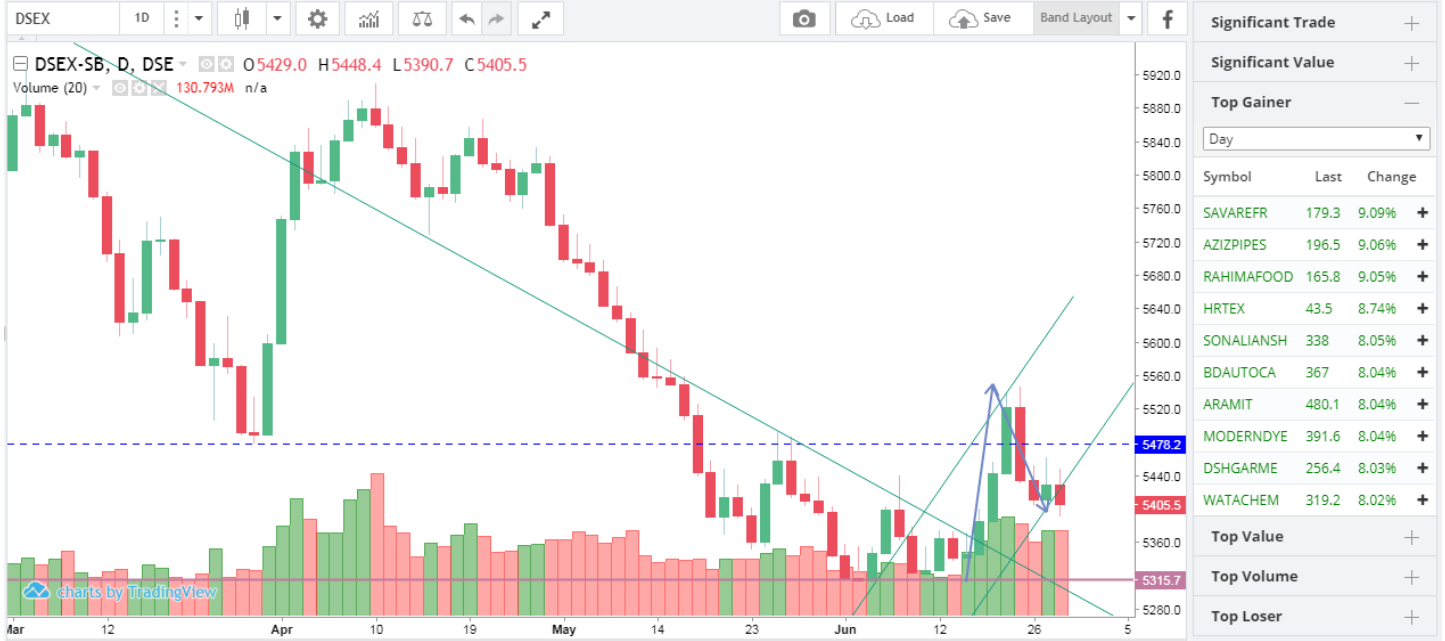 DSEX 1D Load Save Band Layout
DSEX-SB, D, DSE O5429.0 H5448.4 L5390.7 C5405.5
Volume (20) 130.793M n/a
5920.0
5880.0
5840.0
5800.0
5760.0
5720.0
5680.0
5640.0
5600.0
5560.0
5520.0
5478.2
5440.0
5405.5
5360.0
5315.7
5280.0
charts by TradingView
Mar 12 Apr 10 19 May 14 23 Jun 12 26 5
Significant Trade
Significant Value
Top Gainer
Day
Symbol Last Change
SAVAREFR 179.3 9.09%
AZIZPIPES 196.5 9.06%
RAHIMAFOOD 165.8 9.05%
HRTEX 43.5 8.74%
SONALIANSH 338 8.05%
BDAUTOCA 367 8.04%
ARAMIT 480.1 8.04%
MODERNDYE 391.6 8.04%
DSHGARME 256.4 8.03%
WATACHEM 319.2 8.02%
Top Value
Top Volume
Top Loser